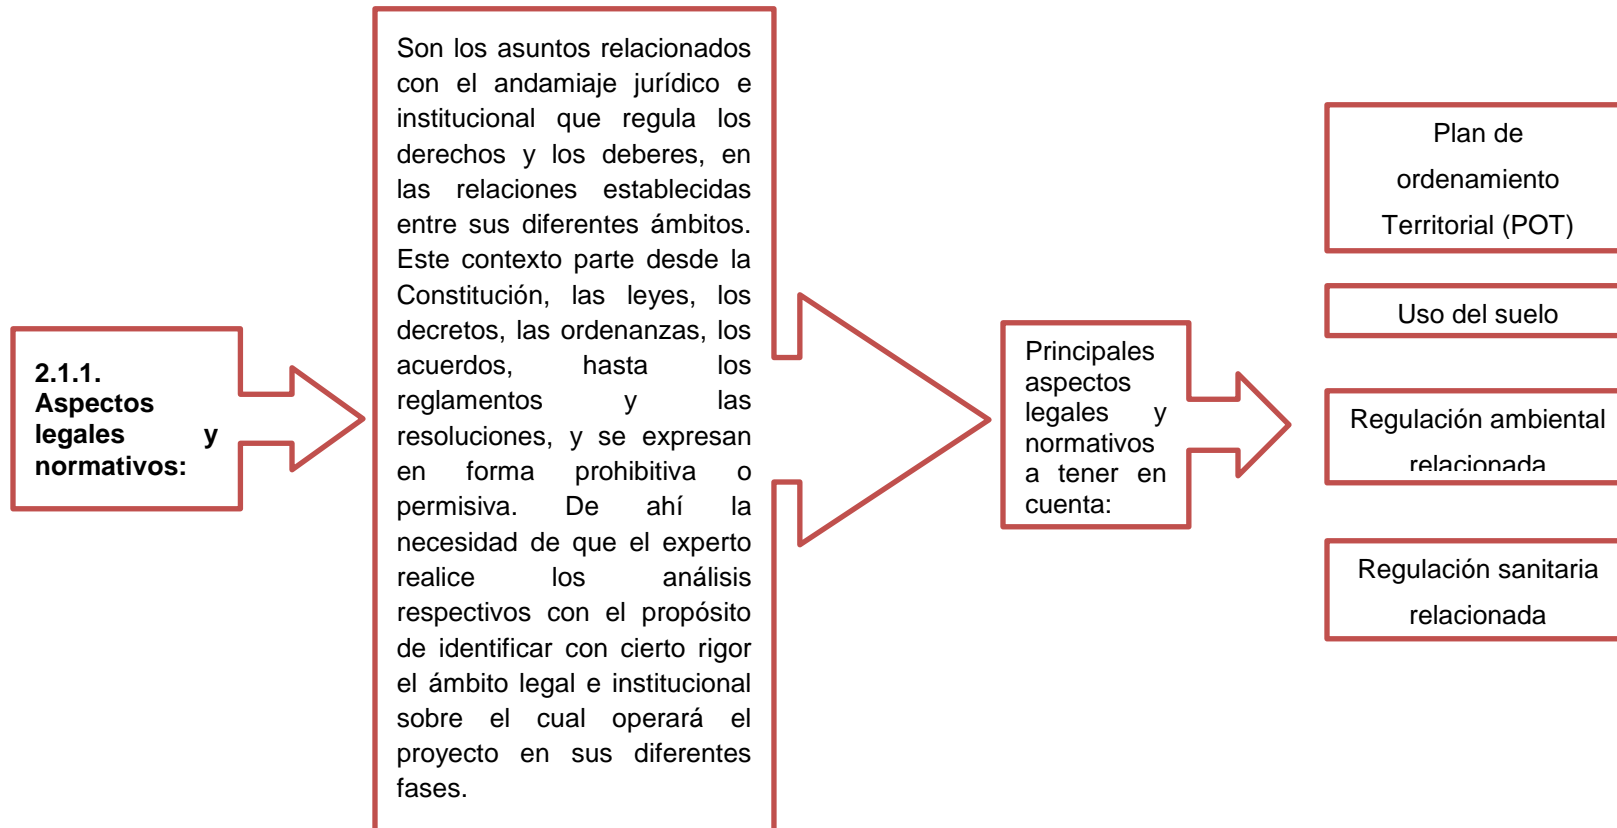 2.1.1.
Aspectos
legales y
normativos:
Son los asuntos relacionados
con el andamiaje jurídico e
institucional que regula los
derechos y los deberes, en
las relaciones establecidas
entre sus diferentes ámbitos.
Este contexto parte desde la
Constitución, las leyes, los
decretos, las ordenanzas, los
acuerdos, hasta los
reglamentos y las
resoluciones, y se expresan
en forma prohibitiva o
permisiva. De ahí la
necesidad de que el experto
realice los análisis
respectivos con el propósito
de identificar con cierto rigor
el ámbito legal e institucional
sobre el cual operará el
proyecto en sus diferentes
fases.
Principales
aspectos
legales y
normativos
a tener en
cuenta:
Plan de
ordenamiento
Territorial (POT)
Uso del suelo
Regulación ambiental
relacionada
Regulación sanitaria
relacionada